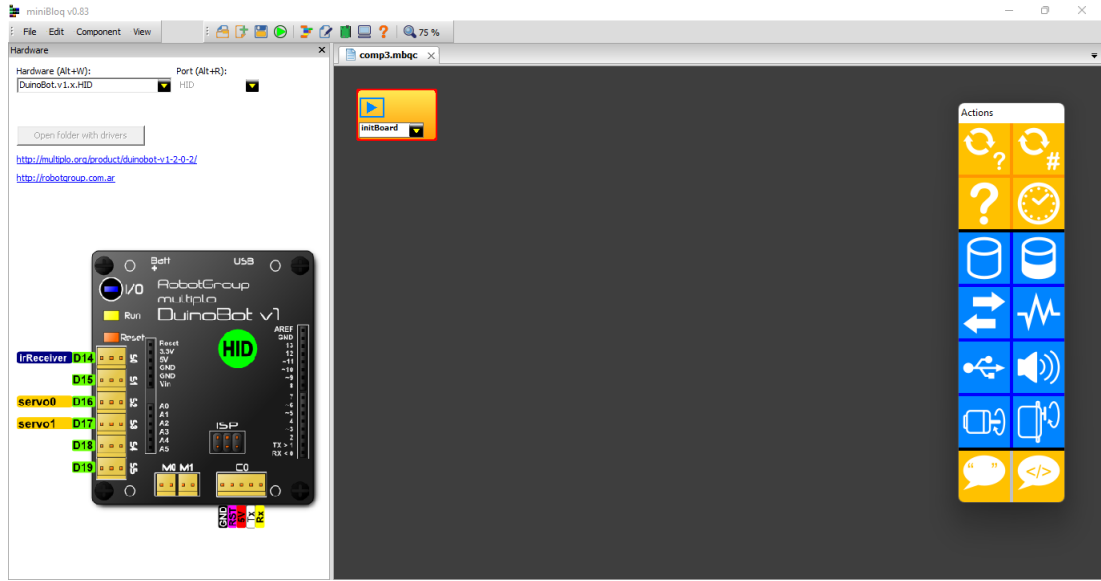 miniBloq v0.83
File Edit Component View
75 %
Hardware
comp3.mbqc
Hardware (Alt+W): Port (Alt+R):
DuinoBot.v1.x.HID HID
initBoard
Open folder with drivers
http://multiplo.org/product/duinobot-v1-2-0-2/
http://robotgroup.com.ar
Actions
Batt
+
USB
I/O
RobotGroup
multiplo
DuinoBot v1
Run
Reset
HID
Reset
3.3V
5V
GND
GND
Vin
A0
A1
A2
A3
A4
A5
AREF
GND
13
12
~11
~10
~9
8
7
~6
~5
4
~3
2
TX > 1
RX < 0
IrReceiver D14
D15
servo0 D16
servo1 D17
D18
D19
ISP
M0 M1 C0
GND
RST
5V
Tx
Rx
? #
?
“ ” </>